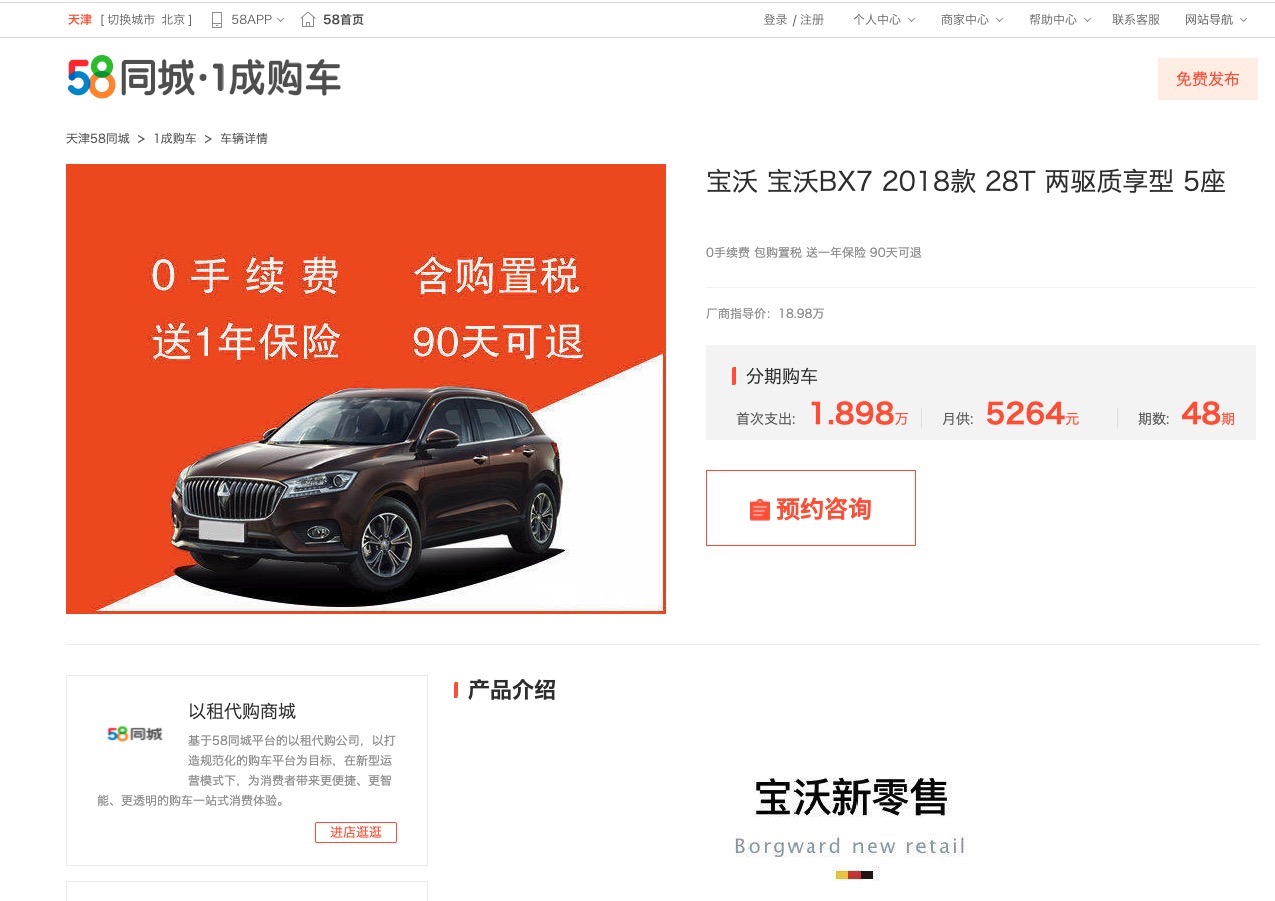 天津 [ 切换城市 北京 ] 58APP 58首页 登录 / 注册 个人中心 商家中心 帮助中心 联系客服 网站导航
58同城·1成购车
免费发布
天津58同城 > 1成购车 > 车辆详情
0手续费 含购置税
送1年保险 90天可退
宝沃 宝沃BX7 2018款 28T 两驱质享型 5座
0手续费 包购置税 送一年保险 90天可退
厂商指导价：18.98万
分期购车
首次支出: 1.898万 月供: 5264元 期数: 48期
预约咨询
58同城
以租代购商城
基于58同城平台的以租代购公司，以打
造规范化的购车平台为目标，在新型运
营模式下，为消费者带来更便捷、更智
能、更透明的购车一站式消费体验。
进店逛逛
产品介绍
宝沃新零售
Borgward new retail